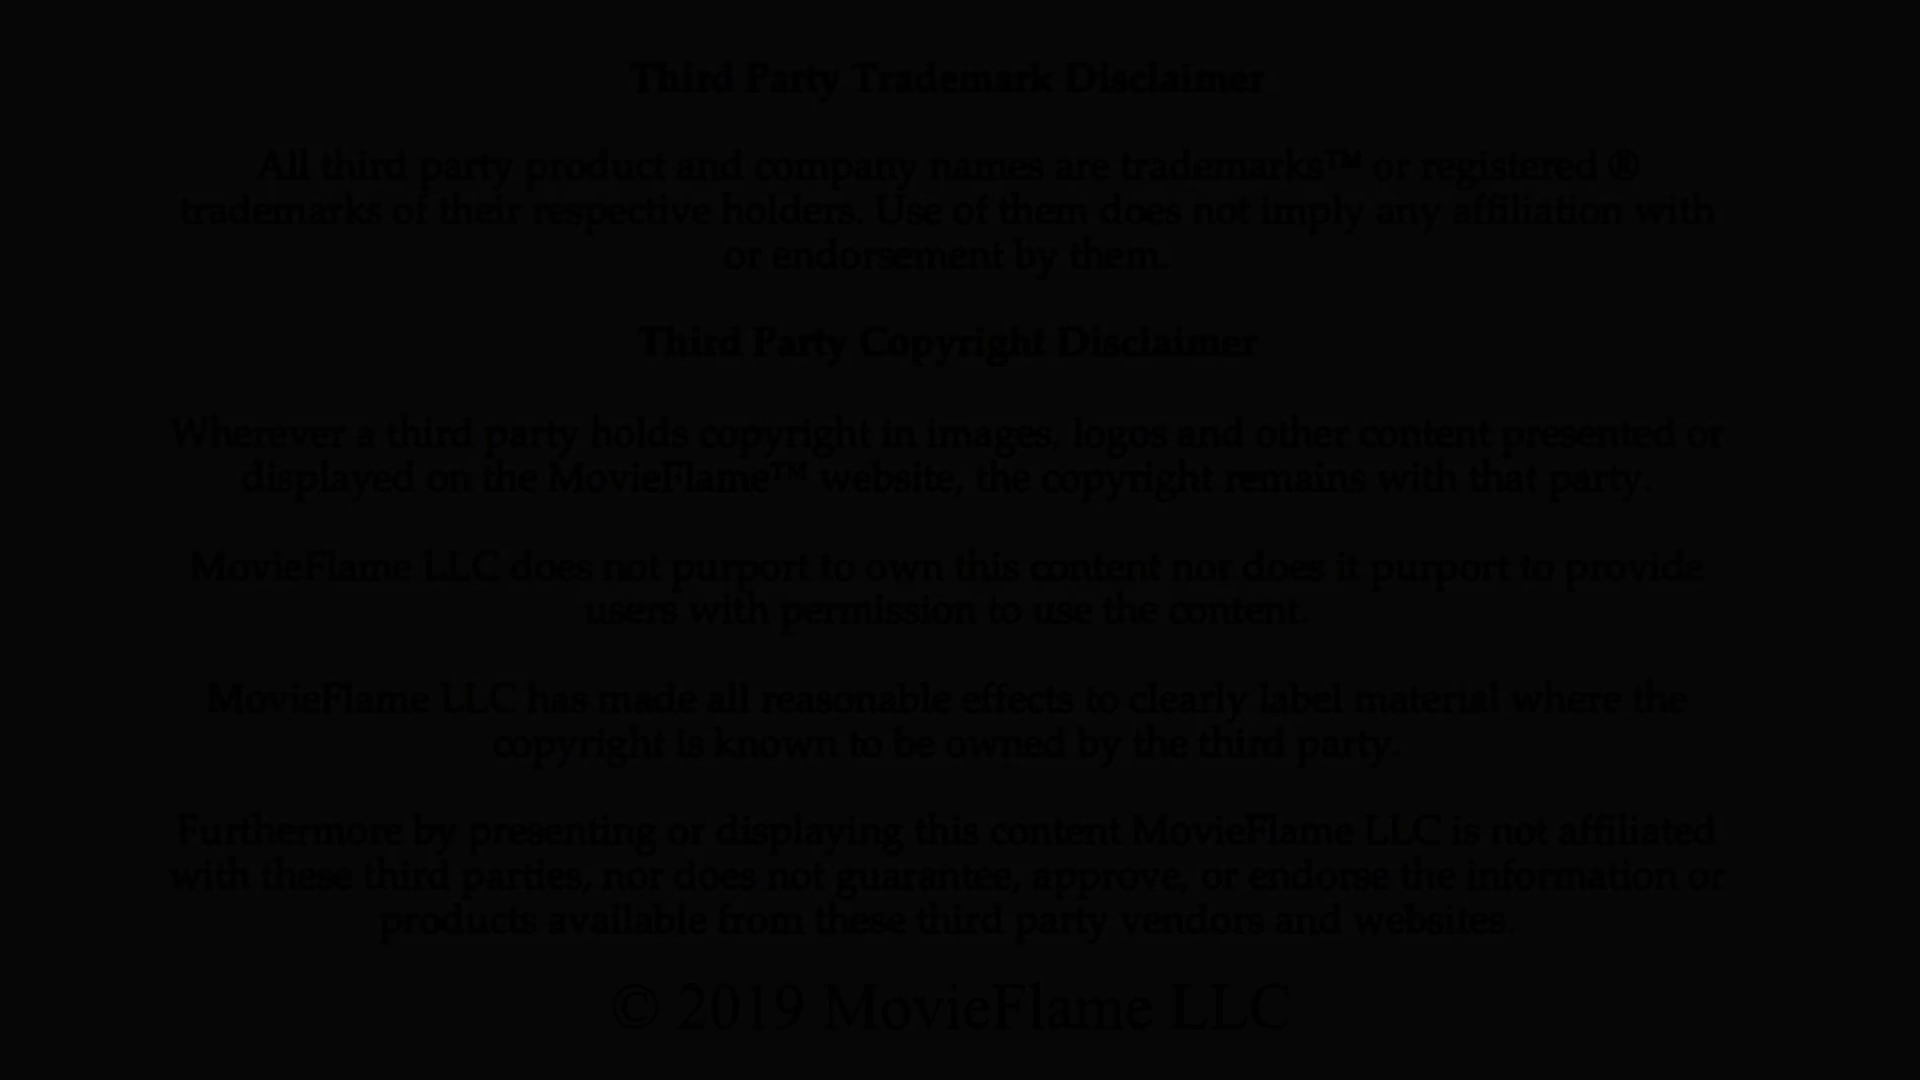 Third Party Trademark Disclaimer
All third party product and company names are trademarks™ or registered ®
trademarks of their respective holders. Use of them does not imply any affiliation with
or endorsement by them.
Third Party Copyright Disclaimer
Wherever a third party holds copyright in images, logos and other content presented or
displayed on the MovieFlame™ website, the copyright remains with that party.
MovieFlame LLC does not purport to own this content nor does it purport to provide
users with permission to use the content.
MovieFlame LLC has made all reasonable effects to clearly label material where the
copyright is known to be owned by the third party.
Furthermore by presenting or displaying this content MovieFlame LLC is not affiliated
with these third parties, nor does not guarantee, approve, or endorse the information or
products available from these third party vendors and websites.
© 2019 MovieFlame LLC